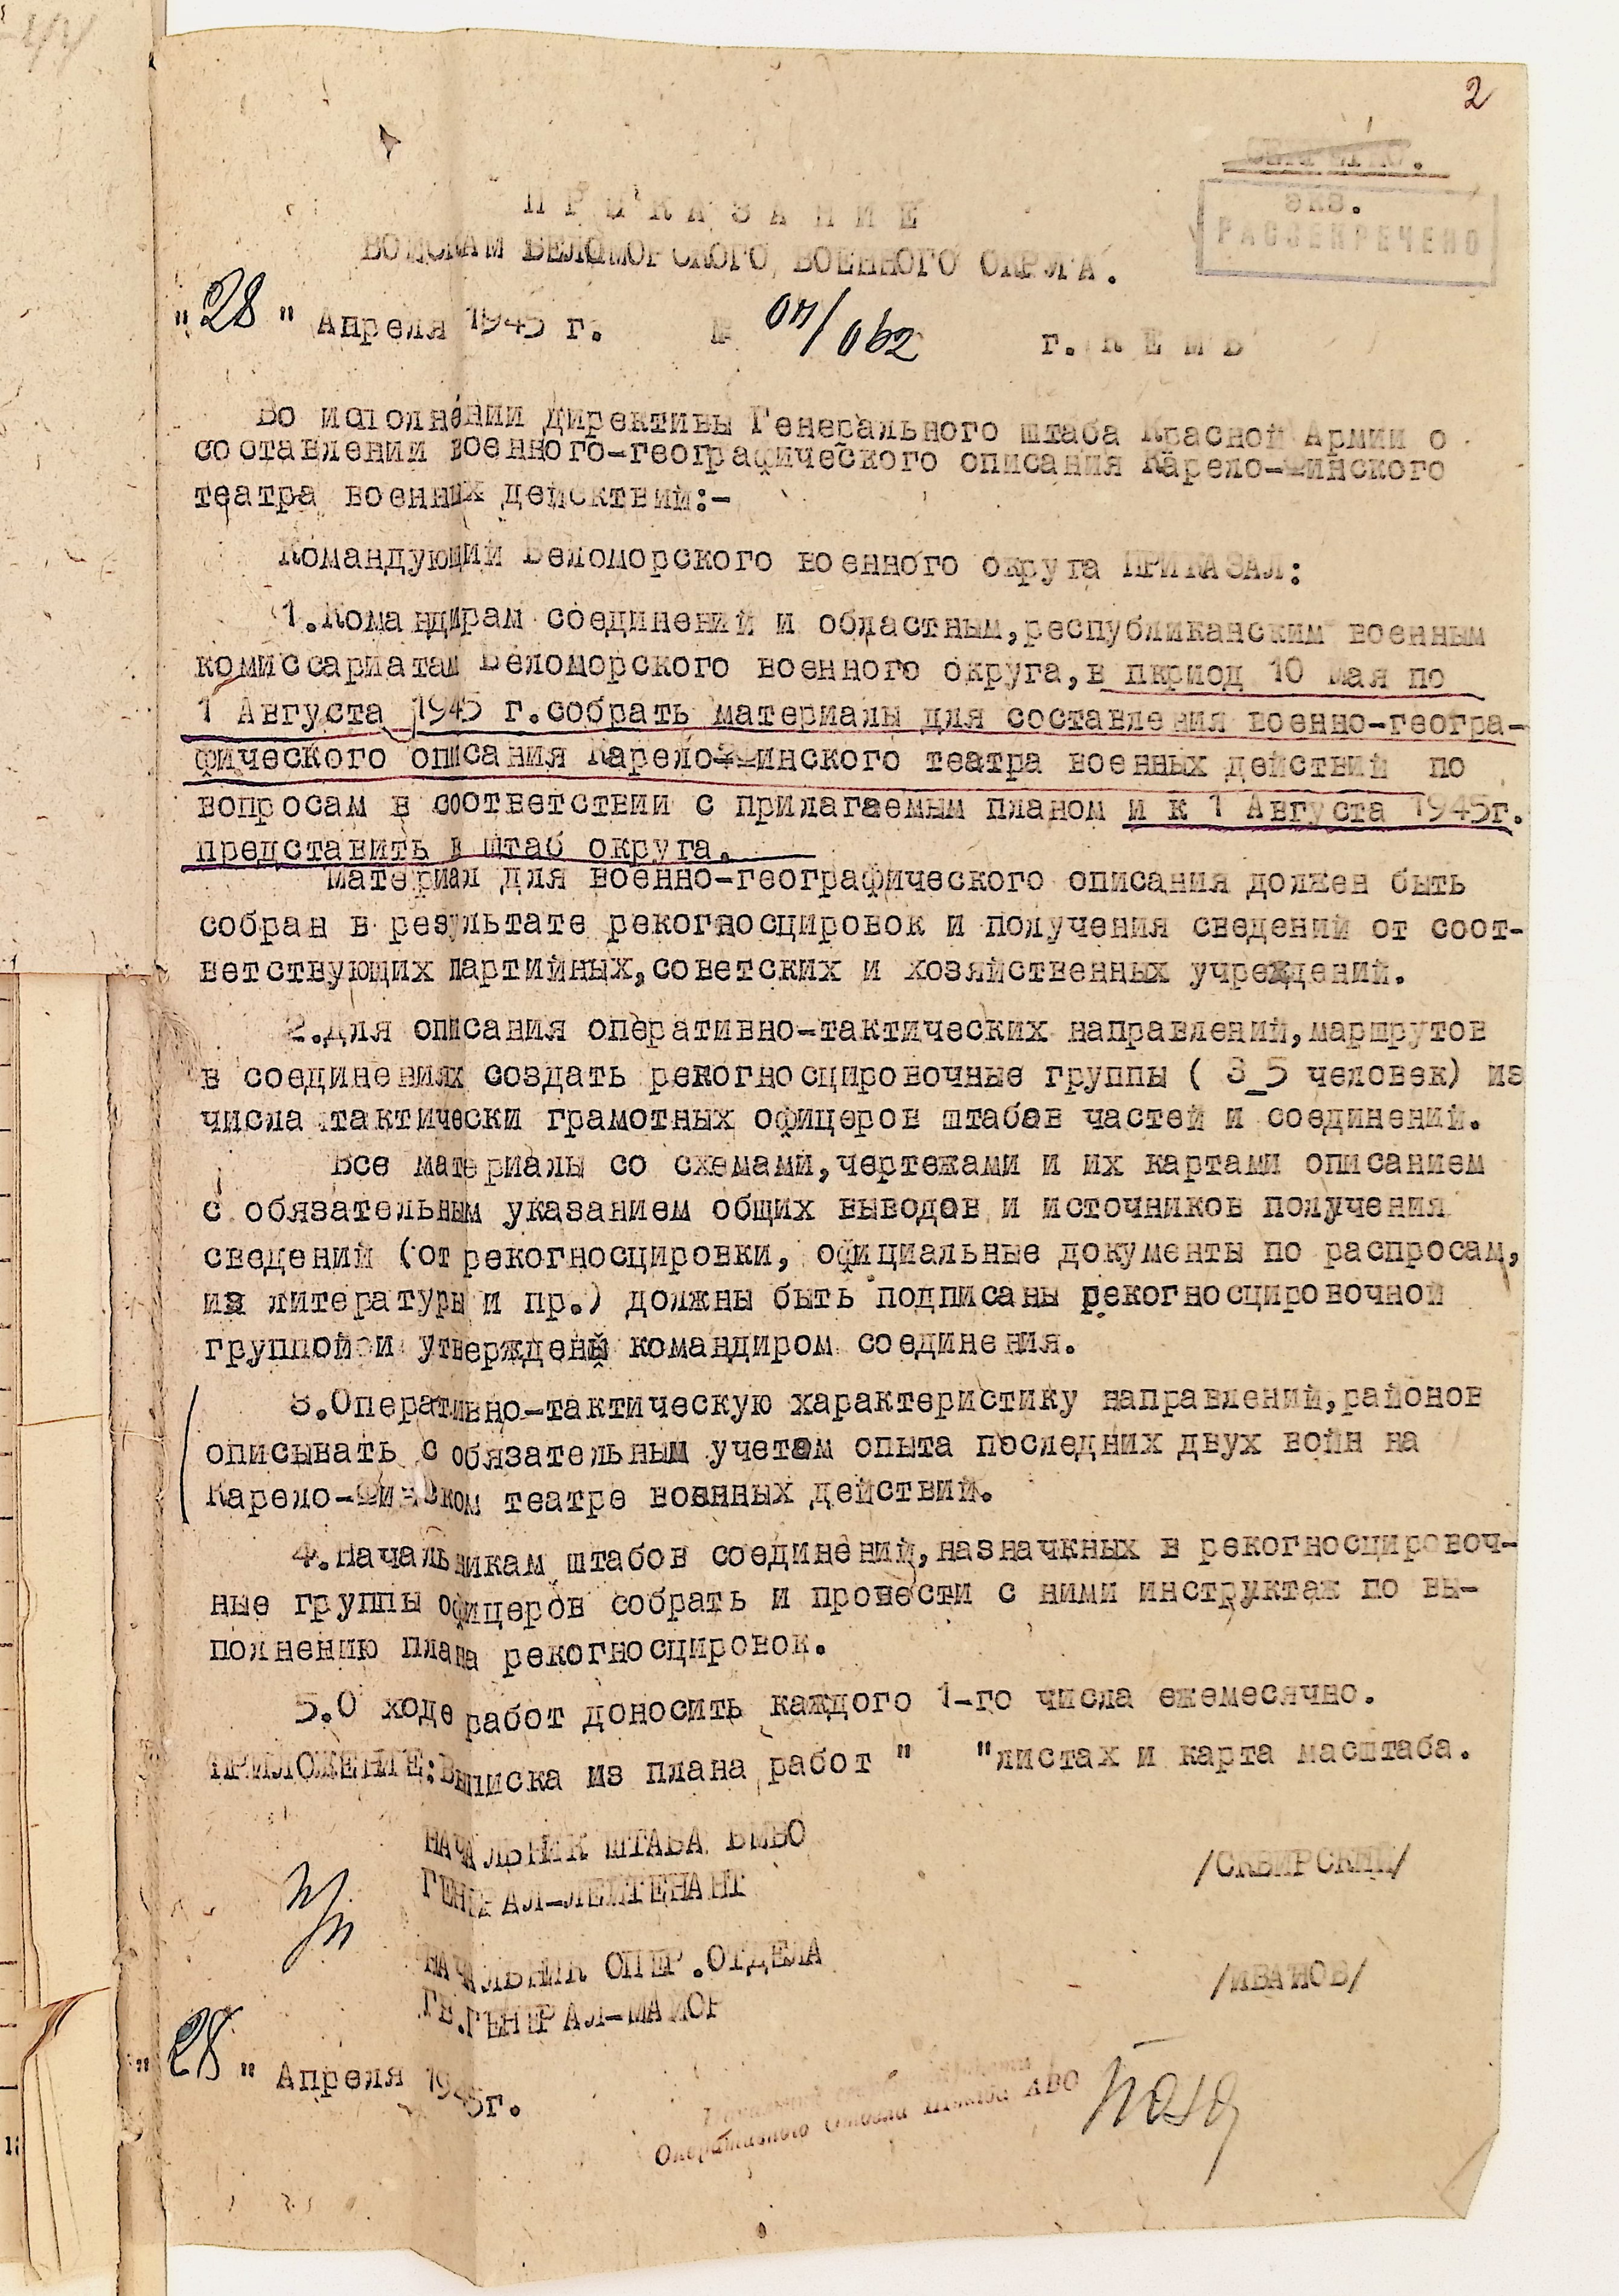 2
СЕКРЕТНО.
экз.
РАССЕКРЕЧЕНО
П Р И К А З А Н И Е
ВОЙСКАМ БЕЛОМОРСКОГО ВОЕННОГО ОКРУГА.
"28" Апреля 1945 г. № оп/062 г. К Е М Ь
Во исполнении директивы Генерального штаба Красной Армии о
составлении военного-географического описания Карело-Финского
театра военных дейсктвий:-
Командующий Беломорского военного округа ПРИКАЗАЛ:
1.Командирам соединений и областным,республиканским военным
комиссариатам Беломорского военного округа,в пкриод 10 мая по
1 Августа 1945 г.собрать материалы для составления военно-геогра-
фического описания Карело-Финского театра военных действий по
вопросам в соответствии с прилагаемым планом и к 1 Августа 1945г.
представить в штаб округа.
Материал для военно-географического описания должен быть
собран в результате рекогносцировок и получения сведений от соот-
ветствующих партийных,советских и хозяйственных учреждений.
2.Для описания оперативно-тактических направлений,маршрутов
в соединениях создать рекогносцировочные группы ( 3_5 человек) из
числа тактически грамотных офицеров штабов частей и соединений.
Все материалы со схемами,чертежами и их картами описанием
с обязательным указанием общих выводов и источников получения
сведений (от рекогносцировки, официальные документы по распросам,
из литературы и пр.) должны быть подписаны рекогносцировочной
группой и утверждены командиром соединения.
3.Оперативно-тактическую характеристику направлений,районов
описывать с обязательным учетом опыта последних двух войн на
Карело-Финском театре военных действий.
4.Начальникам штабов соединений,назначкных в рекогносцировоч-
ные группы офицеров собрать и провести с ними инструктаж по вы-
полнению плана рекогносцировок.
5.О ходе работ доносить каждого 1-го числа ежемесячно.
ПРИЛОЖЕНИЕ:Выписка из плана работ " "листах и карта масштаба.
НАЧАЛЬНИК ШТАБА БМВО
ГЕНЕРАЛ-ЛЕЙТЕНАНТ /СКВИРСКИЙ/
п/п
НАЧАЛЬНИК ОПЕР.ОТДЕЛА
ГВ.ГЕНЕРАЛ-МАЙОР /ИВАНОВ/
"28" Апреля 1945г.
Оперативного Отдела Штаба АВО